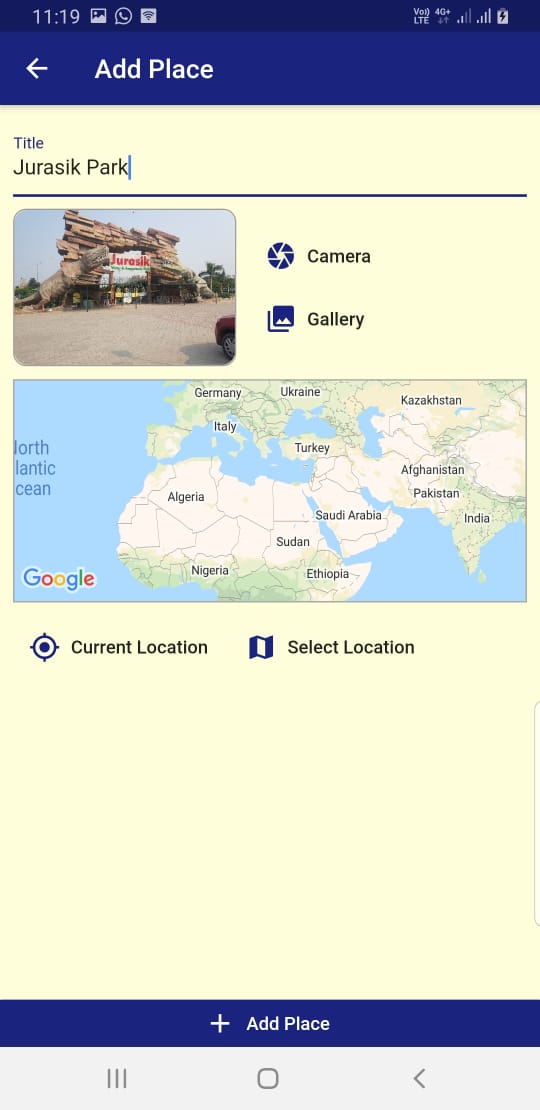 11:19
Vo)) 4G+
LTE
Add Place
Title
Jurasik Park
Jurasik
Camera
Gallery
Germany
Ukraine
Kazakhstan
Italy
Turkey
lorth
lantic
cean
Afghanistan
Pakistan
Algeria
India
Saudi Arabia
Sudan
Nigeria
Ethiopia
Google
Current Location
Select Location
Add Place